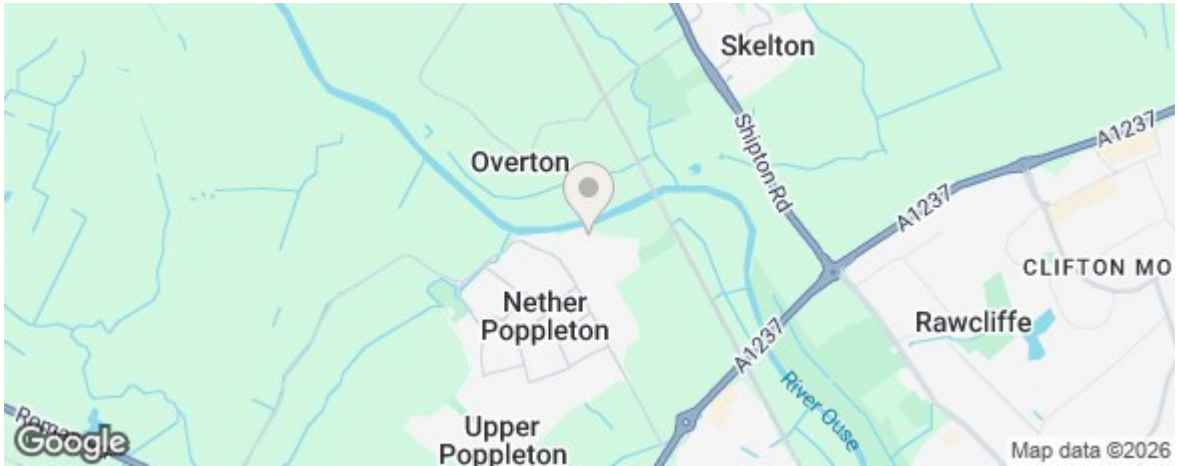 Skelton
Shipton Rd
A1237
Overton
A1237
CLIFTON MO
Nether
Poppleton
Rawcliffe
A1237
River Ouse
Upper
Poppleton
Roma
Google
Map data ©2026